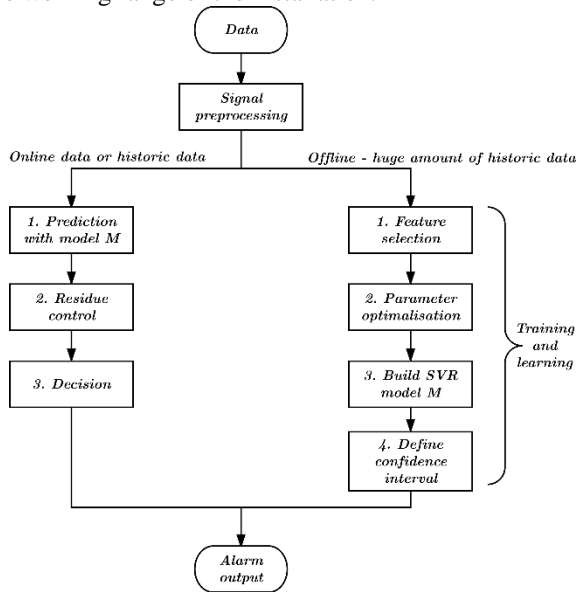 Data
Signal
preprocessing
Online data or historic data
Offline - huge amount of historic data
1. Prediction
with model M
2. Residue
control
3. Decision
1. Feature
selection
2. Parameter
optimalisation
3. Build SVR
model M
4. Define
confidence
interval
Training
and
learning
Alarm
output